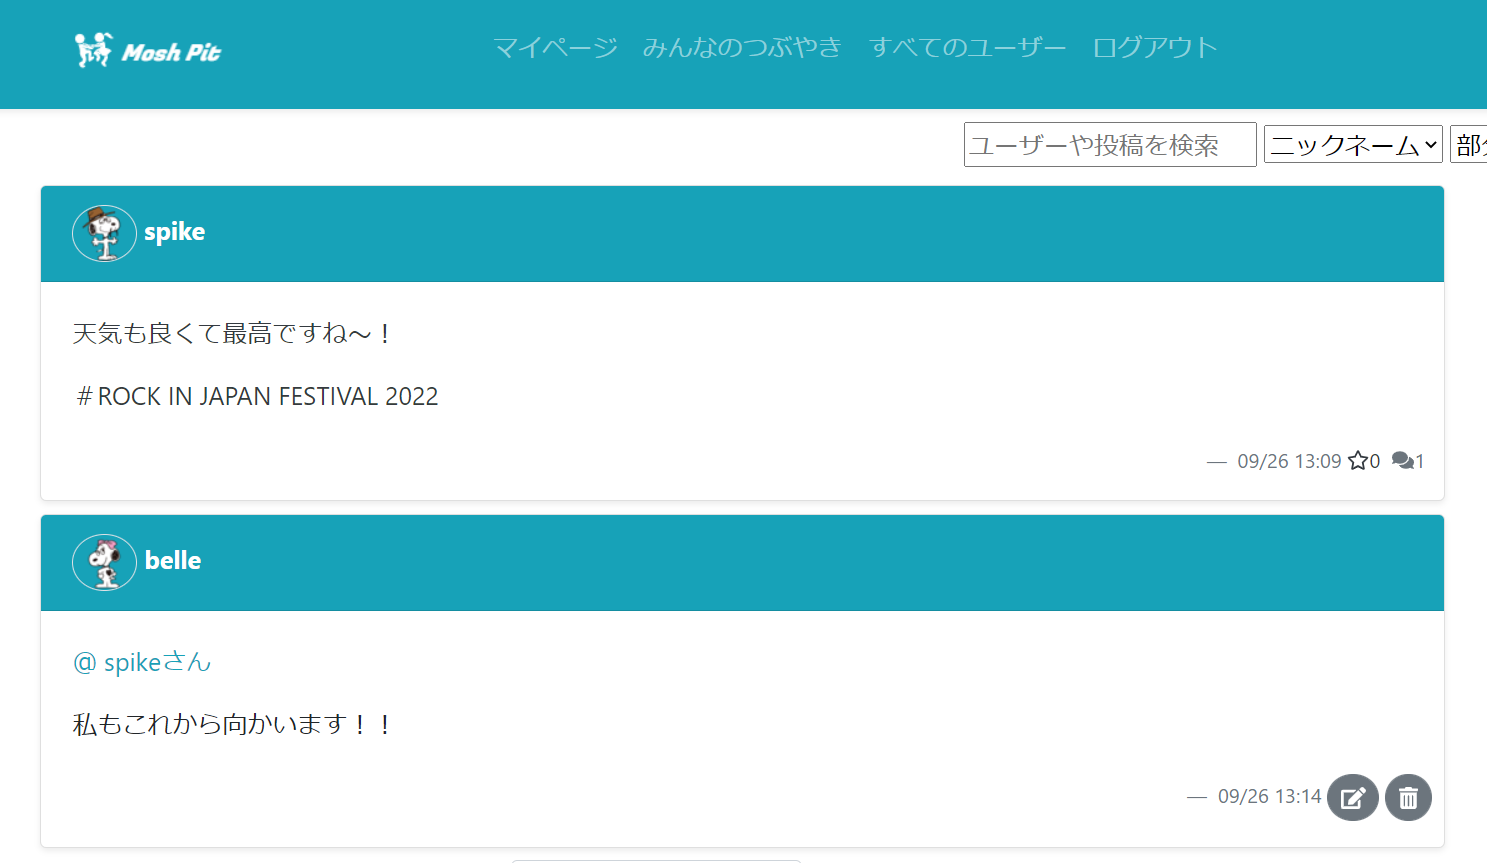 Mosh Pit
マイページ みんなのつぶやき すべてのユーザー ログアウト
ユーザーや投稿を検索 ニックネーム
spike
天気も良くて最高ですね～！
＃ROCK IN JAPAN FESTIVAL 2022
— 09/26 13:09 0 1
belle
@ spikeさん
私もこれから向かいます！！
— 09/26 13:14